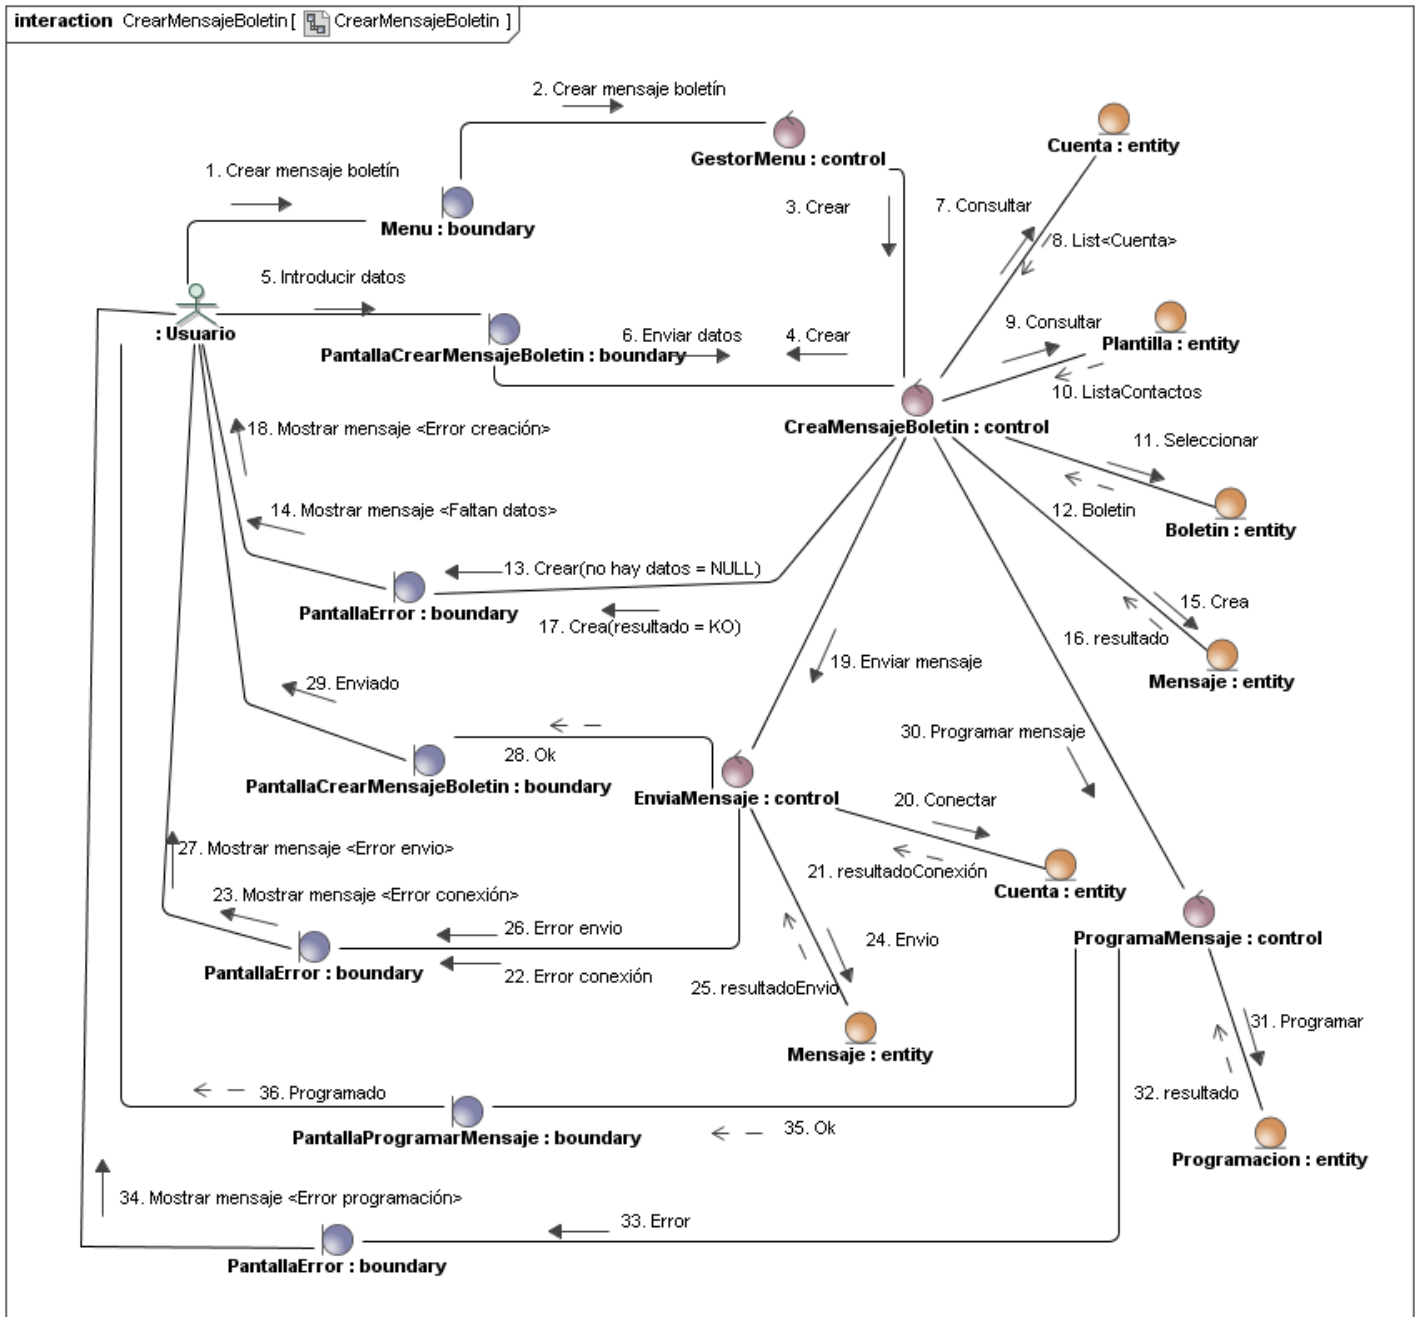 interaction CrearMensajeBoletin [ CrearMensajeBoletin ]
2. Crear mensaje boletín
Cuenta : entity
GestorMenu : control
1. Crear mensaje boletín
3. Crear
7. Consultar
Menu : boundary
8. List<Cuenta>
5. Introducir datos
: Usuario
6. Enviar datos
4. Crear
9. Consultar
Plantilla : entity
PantallaCrearMensajeBoletin : boundary
10. ListaContactos
18. Mostrar mensaje <Error creación>
CreaMensajeBoletin : control
11. Seleccionar
14. Mostrar mensaje <Faltan datos>
12. Boletin
Boletin : entity
13. Crear(no hay datos = NULL)
PantallaError : boundary
15. Crea
17. Crea(resultado = KO)
16. resultado
19. Enviar mensaje
Mensaje : entity
29. Enviado
30. Programar mensaje
28. Ok
PantallaCrearMensajeBoletin : boundary
EnviaMensaje : control
20. Conectar
27. Mostrar mensaje <Error envio>
21. resultadoConexión
23. Mostrar mensaje <Error conexión>
Cuenta : entity
26. Error envio
24. Envio
ProgramaMensaje : control
PantallaError : boundary
22. Error conexión
25. resultadoEnvio
31. Programar
Mensaje : entity
36. Programado
32. resultado
PantallaProgramarMensaje : boundary
35. Ok
Programacion : entity
34. Mostrar mensaje <Error programación>
33. Error
PantallaError : boundary